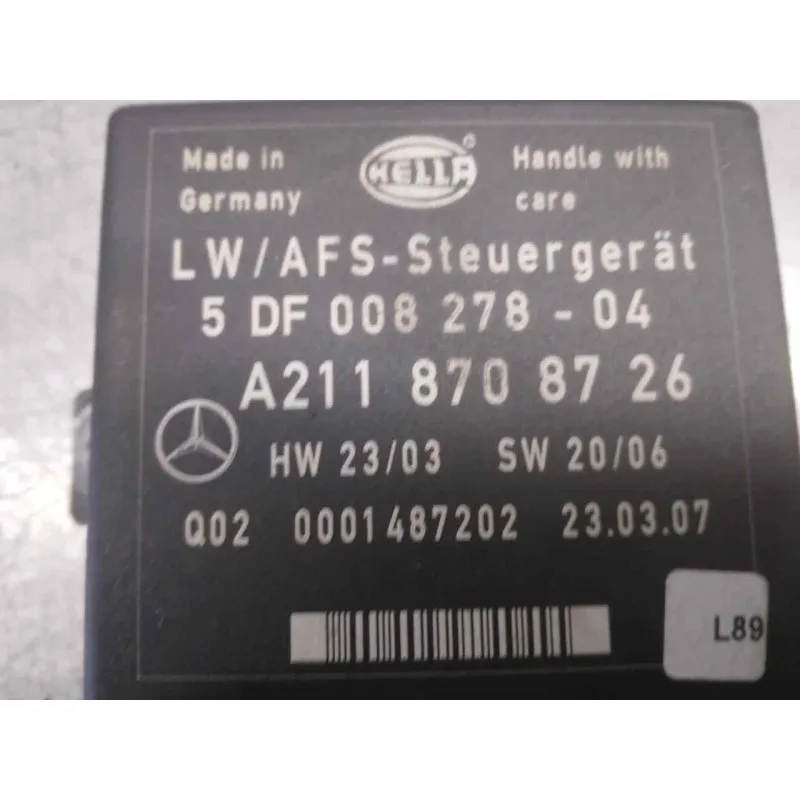 Made in
Germany
HELLA
®
Handle with
care
LW/AFS-Steuergerät
5 DF 008 278 - 04
A211 870 87 26
HW 23/03 SW 20/06
Q02 0001487202 23.03.07
L89